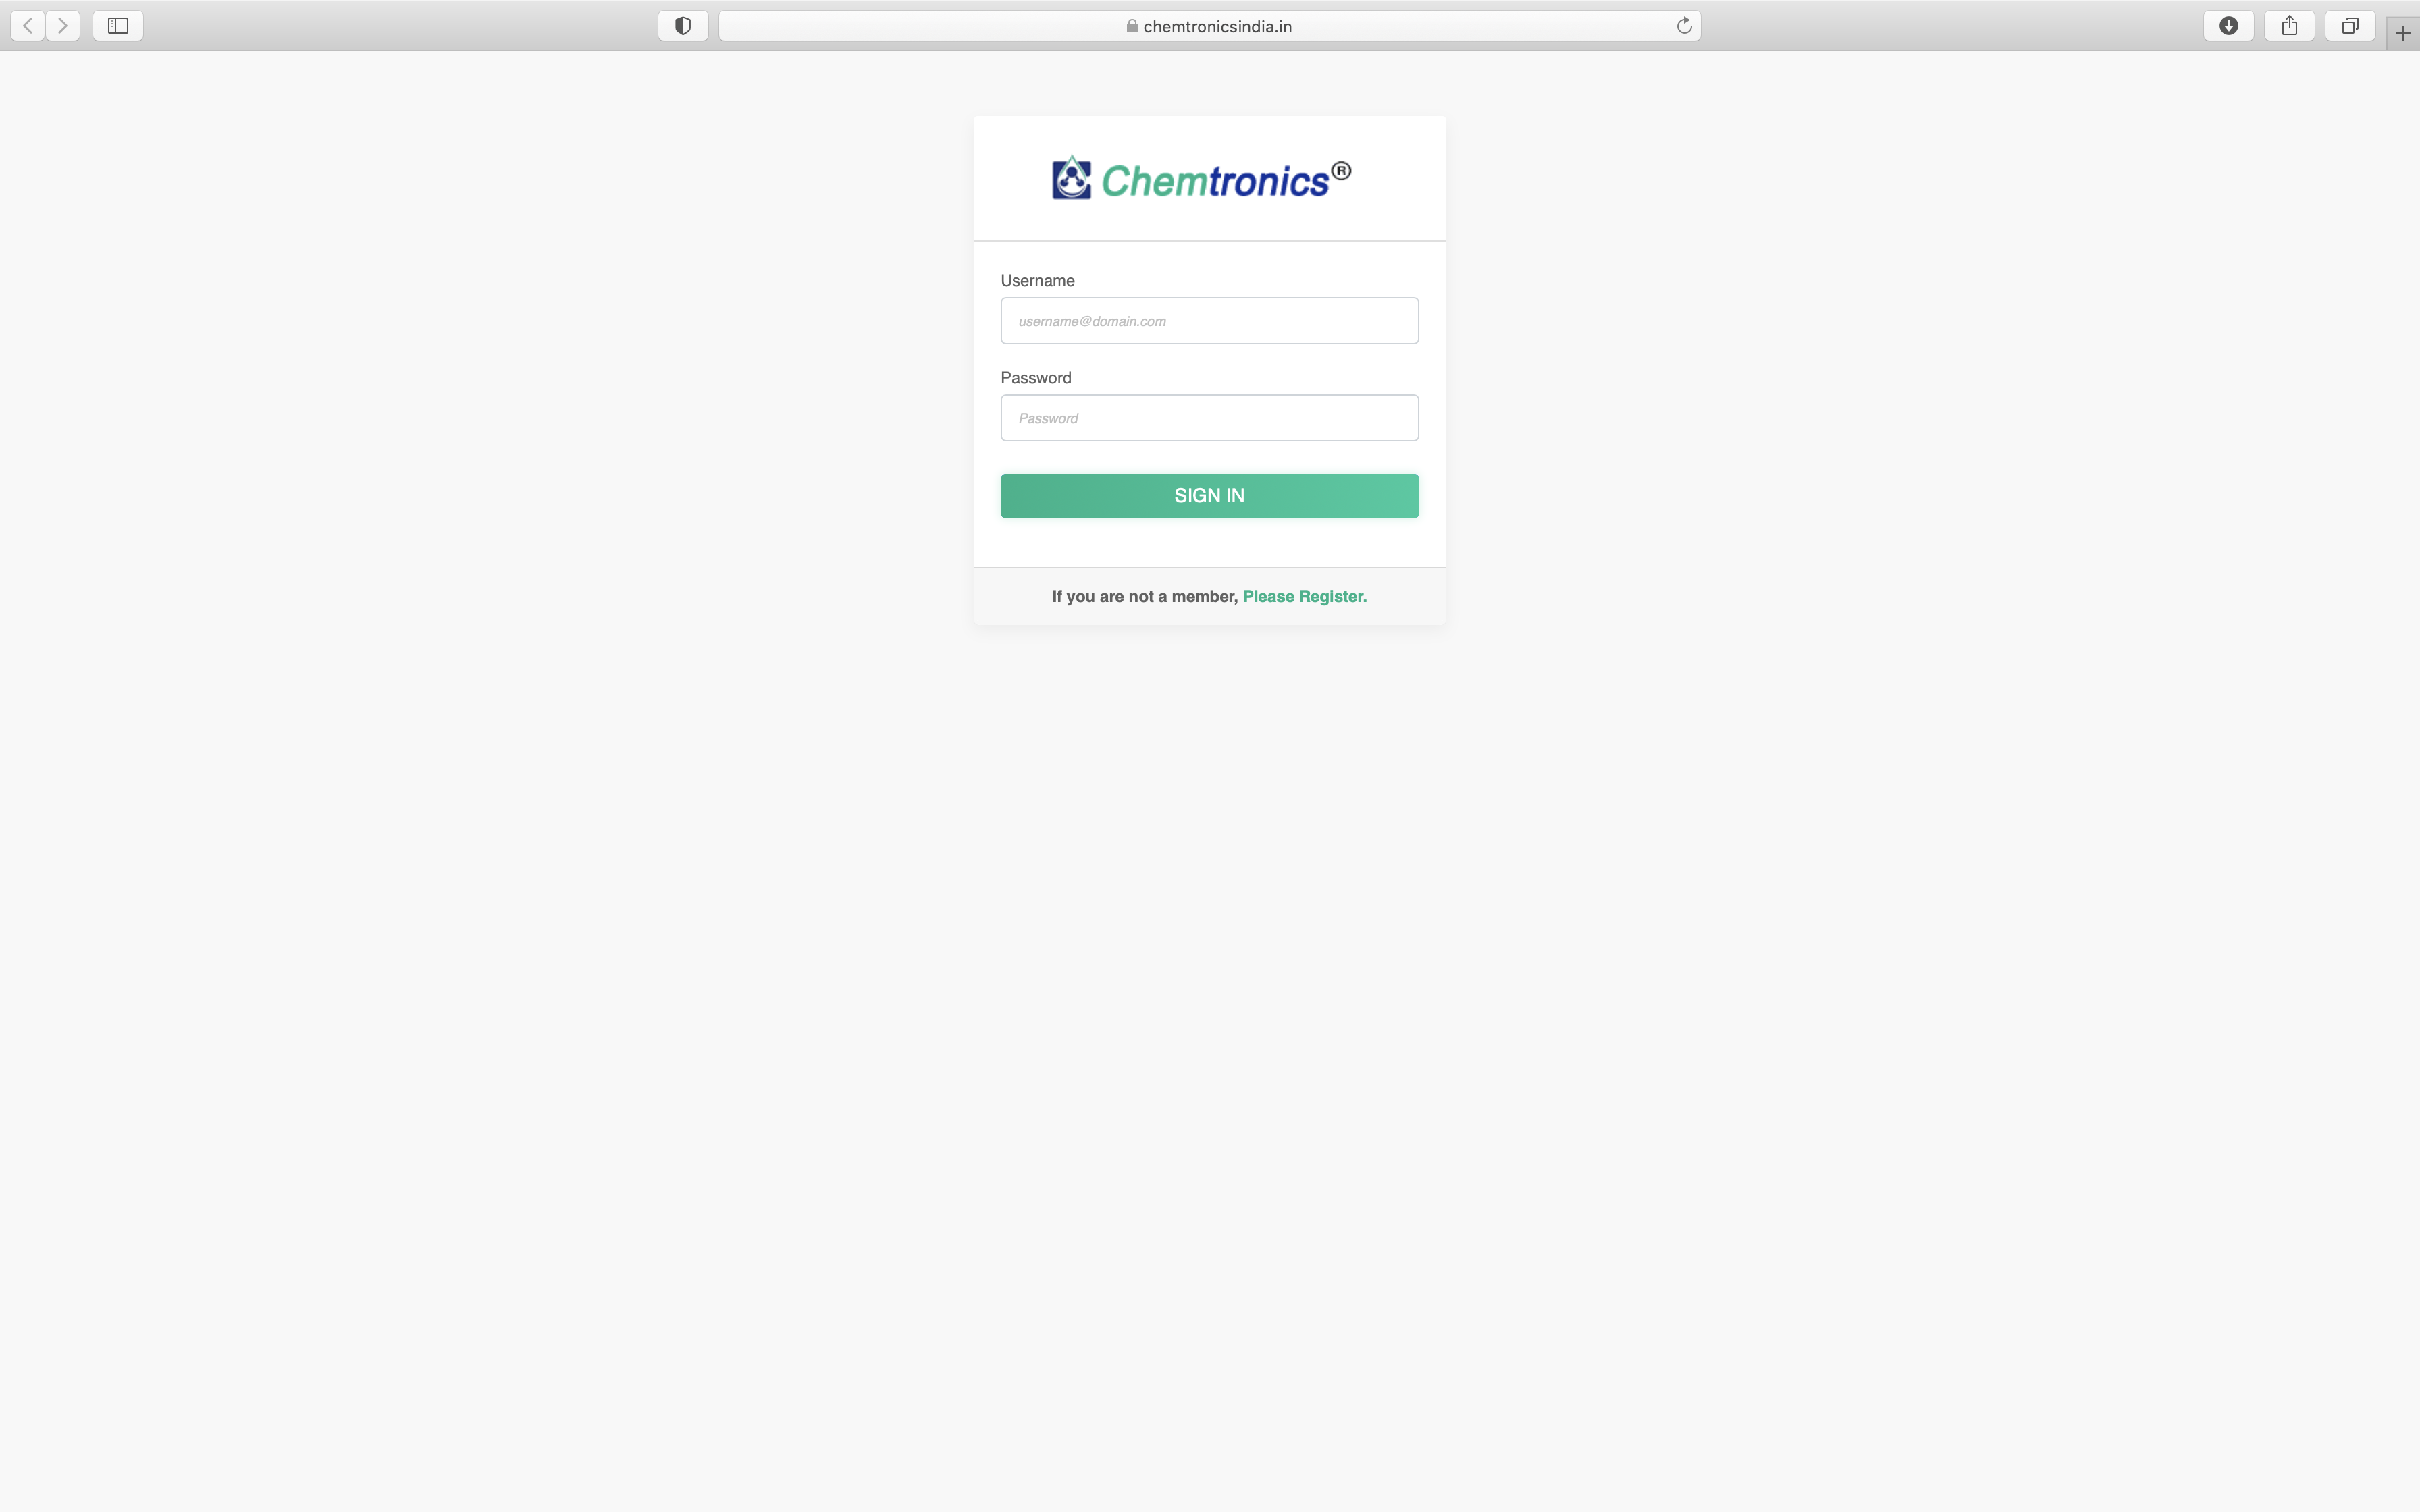 chemtronicsindia.in
Chemtronics®
Username
username@domain.com
Password
Password
SIGN IN
If you are not a member, Please Register.